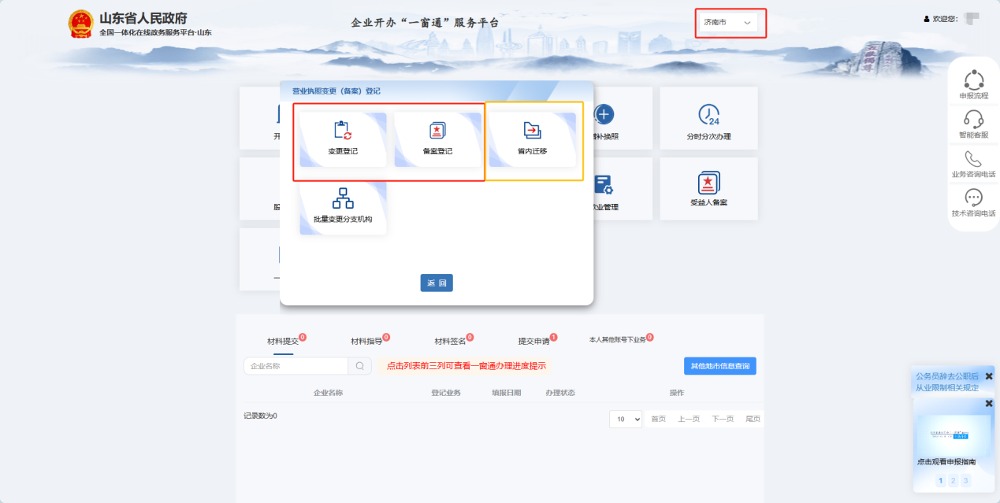 山东省人民政府
全国一体化在线政务服务平台·山东
企业开办“一窗通”服务平台
济南市
欢迎您:
营业执照变更（备案）登记
变更登记
备案登记
省内迁移
批量变更分支机构
返 回
开
股
增补换照
分时分次办理
歇业管理
受益人备案
24
申报流程
智能客服
业务咨询电话
技术咨询电话
材料提交 0
材料指导 0
材料签名 0
提交申请 1
本人其他账号下业务 0
企业名称
点击列表前三列可查看一窗通办理进度提示
其他地市信息查询
企业名称 登记业务 填报日期 办理状态 操作
记录数为0
10 首页 上一页 下一页 尾页
公务员辞去公职后
从业限制相关规定
点击观看申报指南
1 2 3